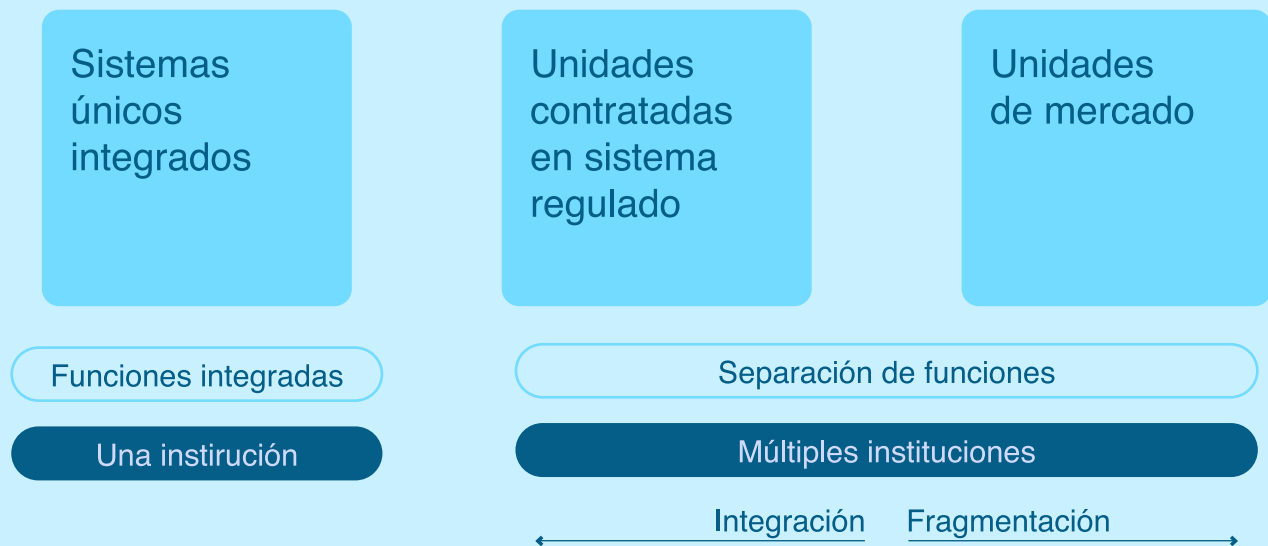 Sistemas
únicos
integrados
Unidades
contratadas
en sistema
regulado
Unidades
de mercado
Funciones integradas
Separación de funciones
Una instirución
Múltiples instituciones
Integración
Fragmentación